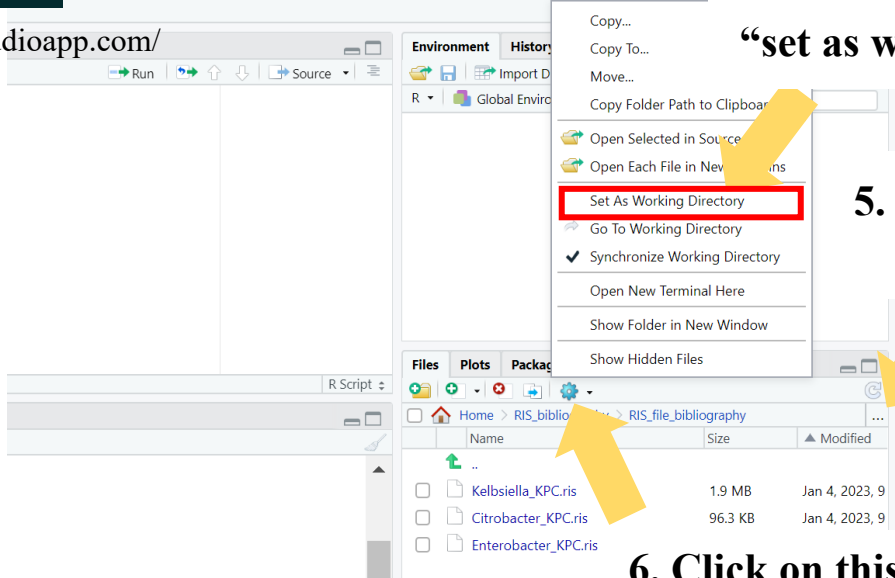 dioapp.com/
Run
Source
R Script
Environment
History
Import D
R
Global Enviro
Copy...
Copy To...
Move...
Copy Folder Path to Clipboar
Open Selected in Source
Open Each File in New ns
Set As Working Directory
Go To Working Directory
Synchronize Working Directory
Open New Terminal Here
Show Folder in New Window
Show Hidden Files
“set as w
5.
Files
Plots
Packag
Home > RIS_bibliography > RIS_file_bibliography
...
Name
Size
Modified
..
Kelbsiella_KPC.ris 1.9 MB Jan 4, 2023, 9
Citrobacter_KPC.ris 96.3 KB Jan 4, 2023, 9
Enterobacter_KPC.ris
6. Click on this